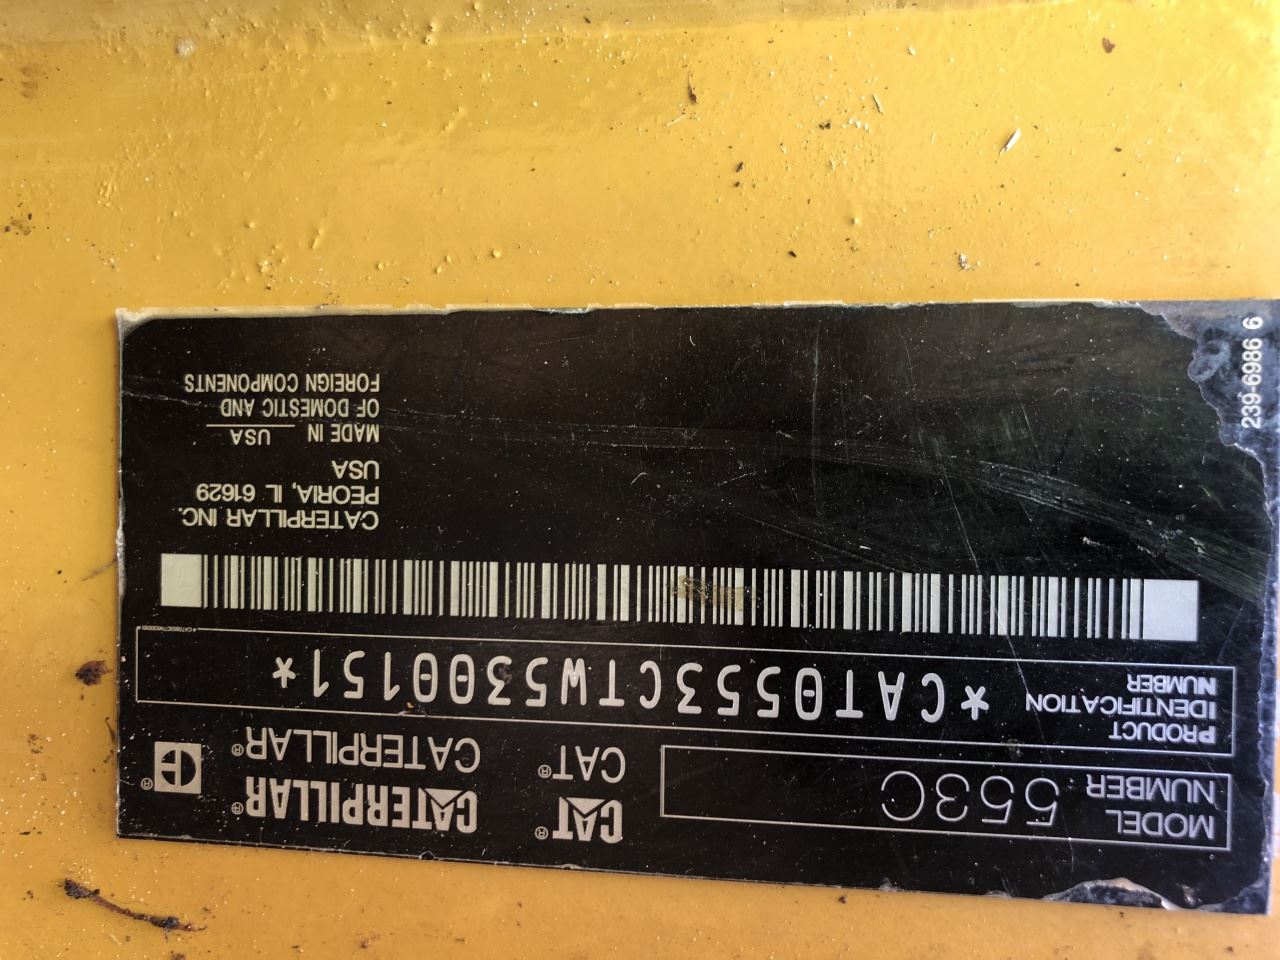 MODEL
NUMBER 553C
CAT® CATERPILLAR®
CAT® CATERPILLAR®
PRODUCT
IDENTIFICATION
NUMBER
*CAT0553CTW5300151*
*CAT0553CTW5300151*
CATERPILLAR INC.
PEORIA, IL 61629
USA
MADE IN USA
OF DOMESTIC AND
FOREIGN COMPONENTS
239-6986 6